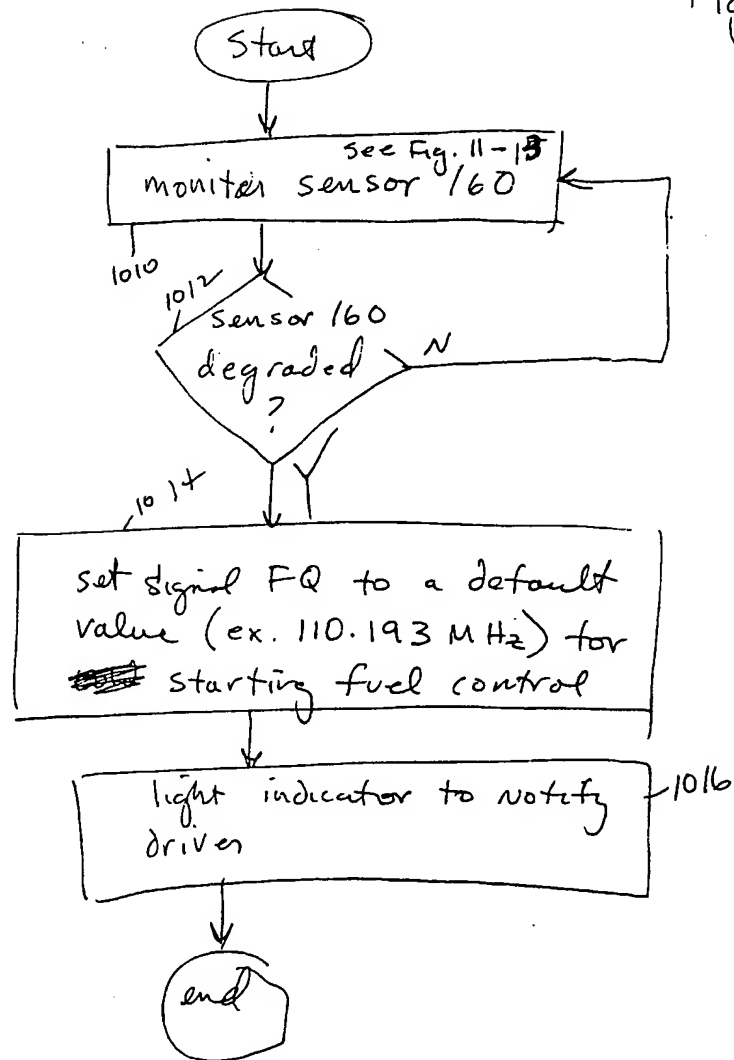 Start
see Fig. 11-13
monitor sensor 160
1010
1012
sensor 160
degraded
?
N
Y
1014
set signal FQ to a default
value (ex. 110.193 MHz) for
starting fuel control
light indicator to notify
driver
1016
end